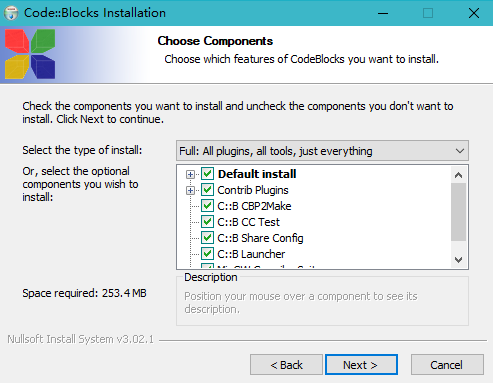 Code::Blocks Installation
Choose Components
Choose which features of CodeBlocks you want to install.
Check the components you want to install and uncheck the components you don't want to
install. Click Next to continue.
Select the type of install:
Full: All plugins, all tools, just everything
Or, select the optional
components you wish to
install:
Default install
Contrib Plugins
C::B CBP2Make
C::B CC Test
C::B Share Config
C::B Launcher
Space required: 253.4 MB
Description
Position your mouse over a component to see its
description.
Nullsoft Install System v3.02.1
< Back
Next >
Cancel